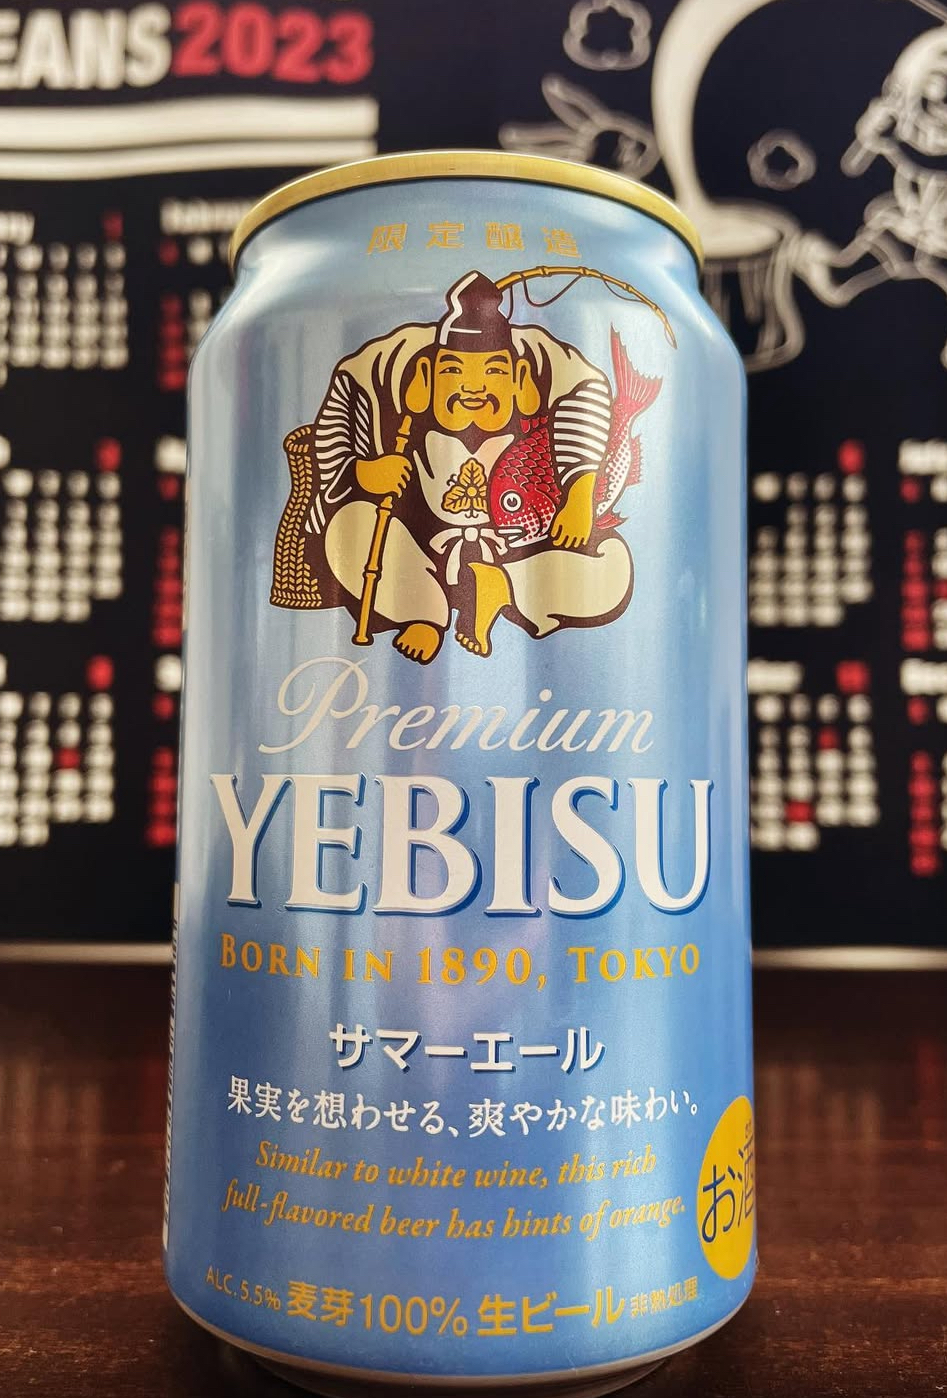 EANS 2023
限定醸造
Premium
YEBISU
BORN IN 1890, TOKYO
サマーエール
果実を想わせる、爽やかな味わい。
Similar to white wine, this rich
full-flavored beer has hints of orange.
お酒
ALC.5.5% 麦芽100% 生ビール 非熱処理